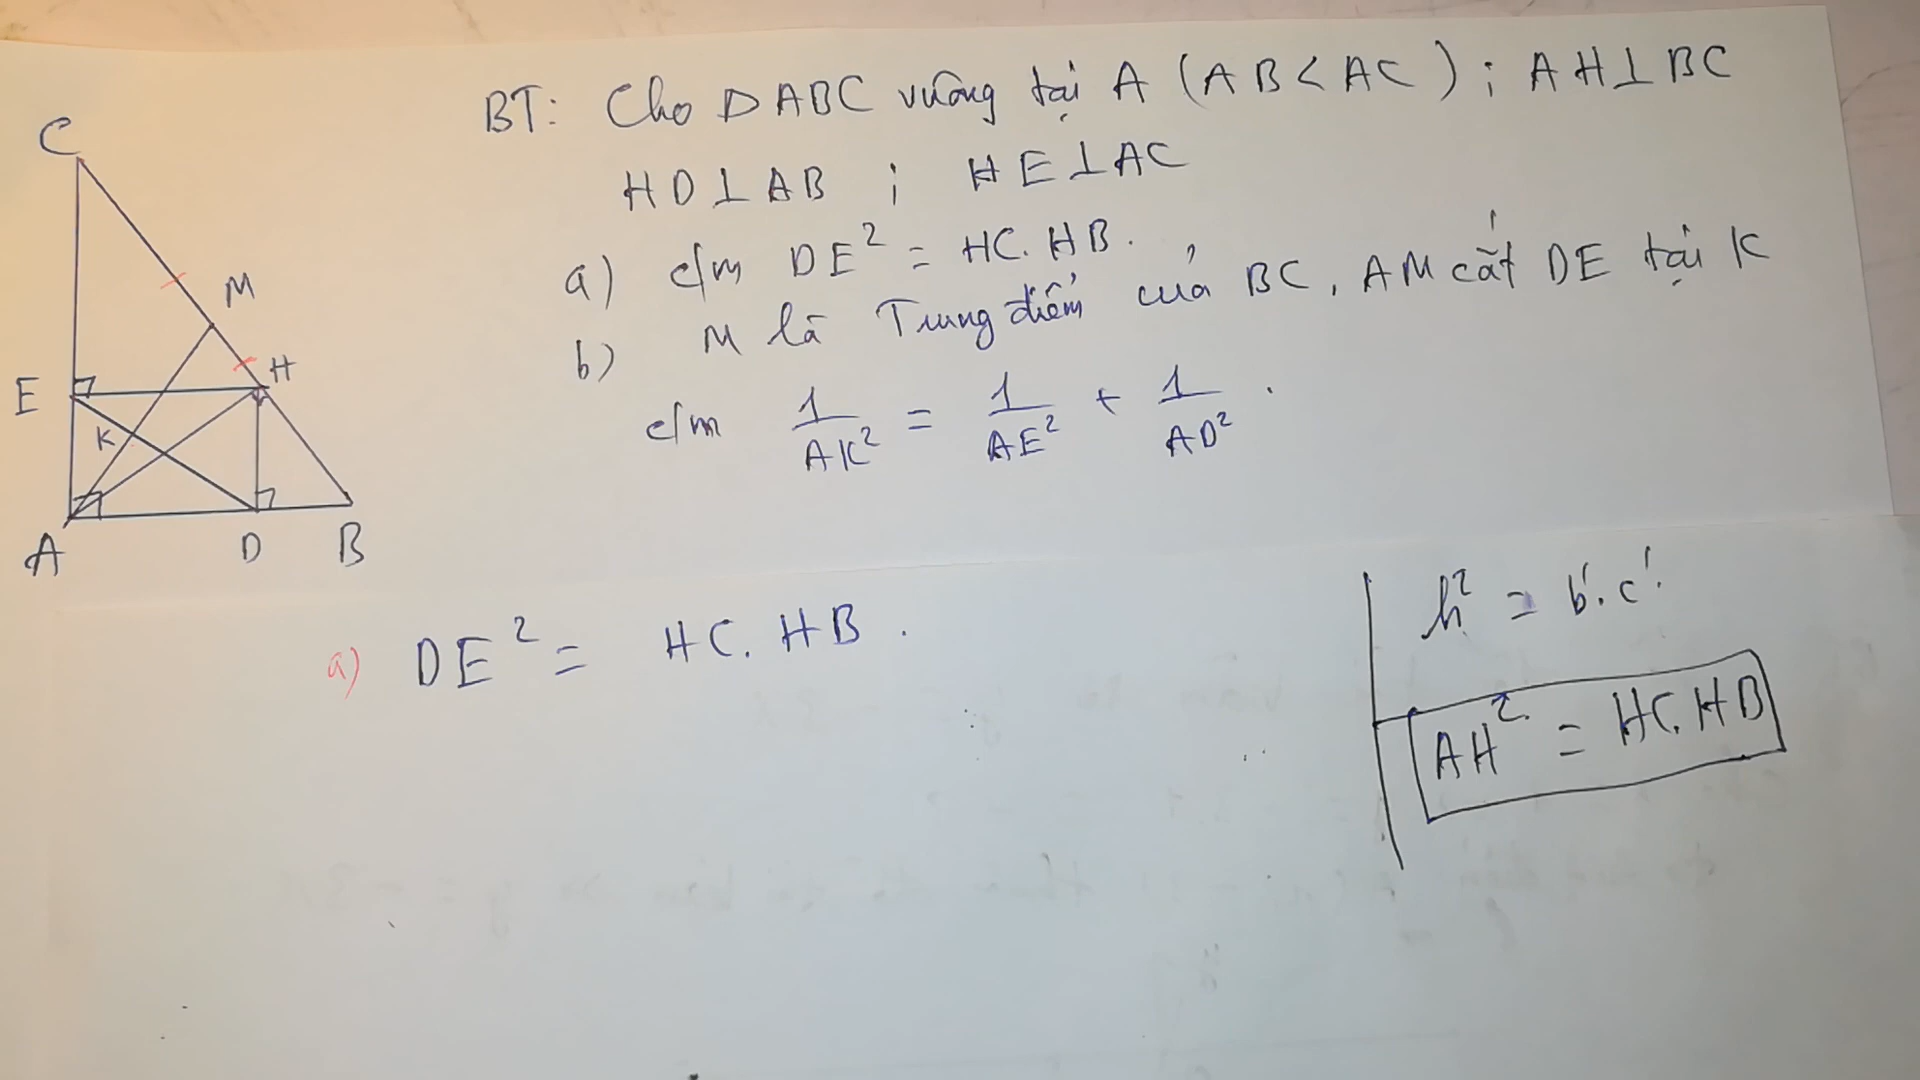 BT: Cho Δ ABC vuông tại A (AB < AC) ; AH ⊥ BC
HD ⊥ AB ; HE ⊥ AC
a) c/m DE² = HC.HB.
b) M là Trung điểm của BC, AM cắt DE tại K
c/m 1/AK² = 1/AE² + 1/AD² .
C
M
H
E
K
A
D
B
a) DE² = HC.HB .
h² = b'.c'.
AH² = HC.HB